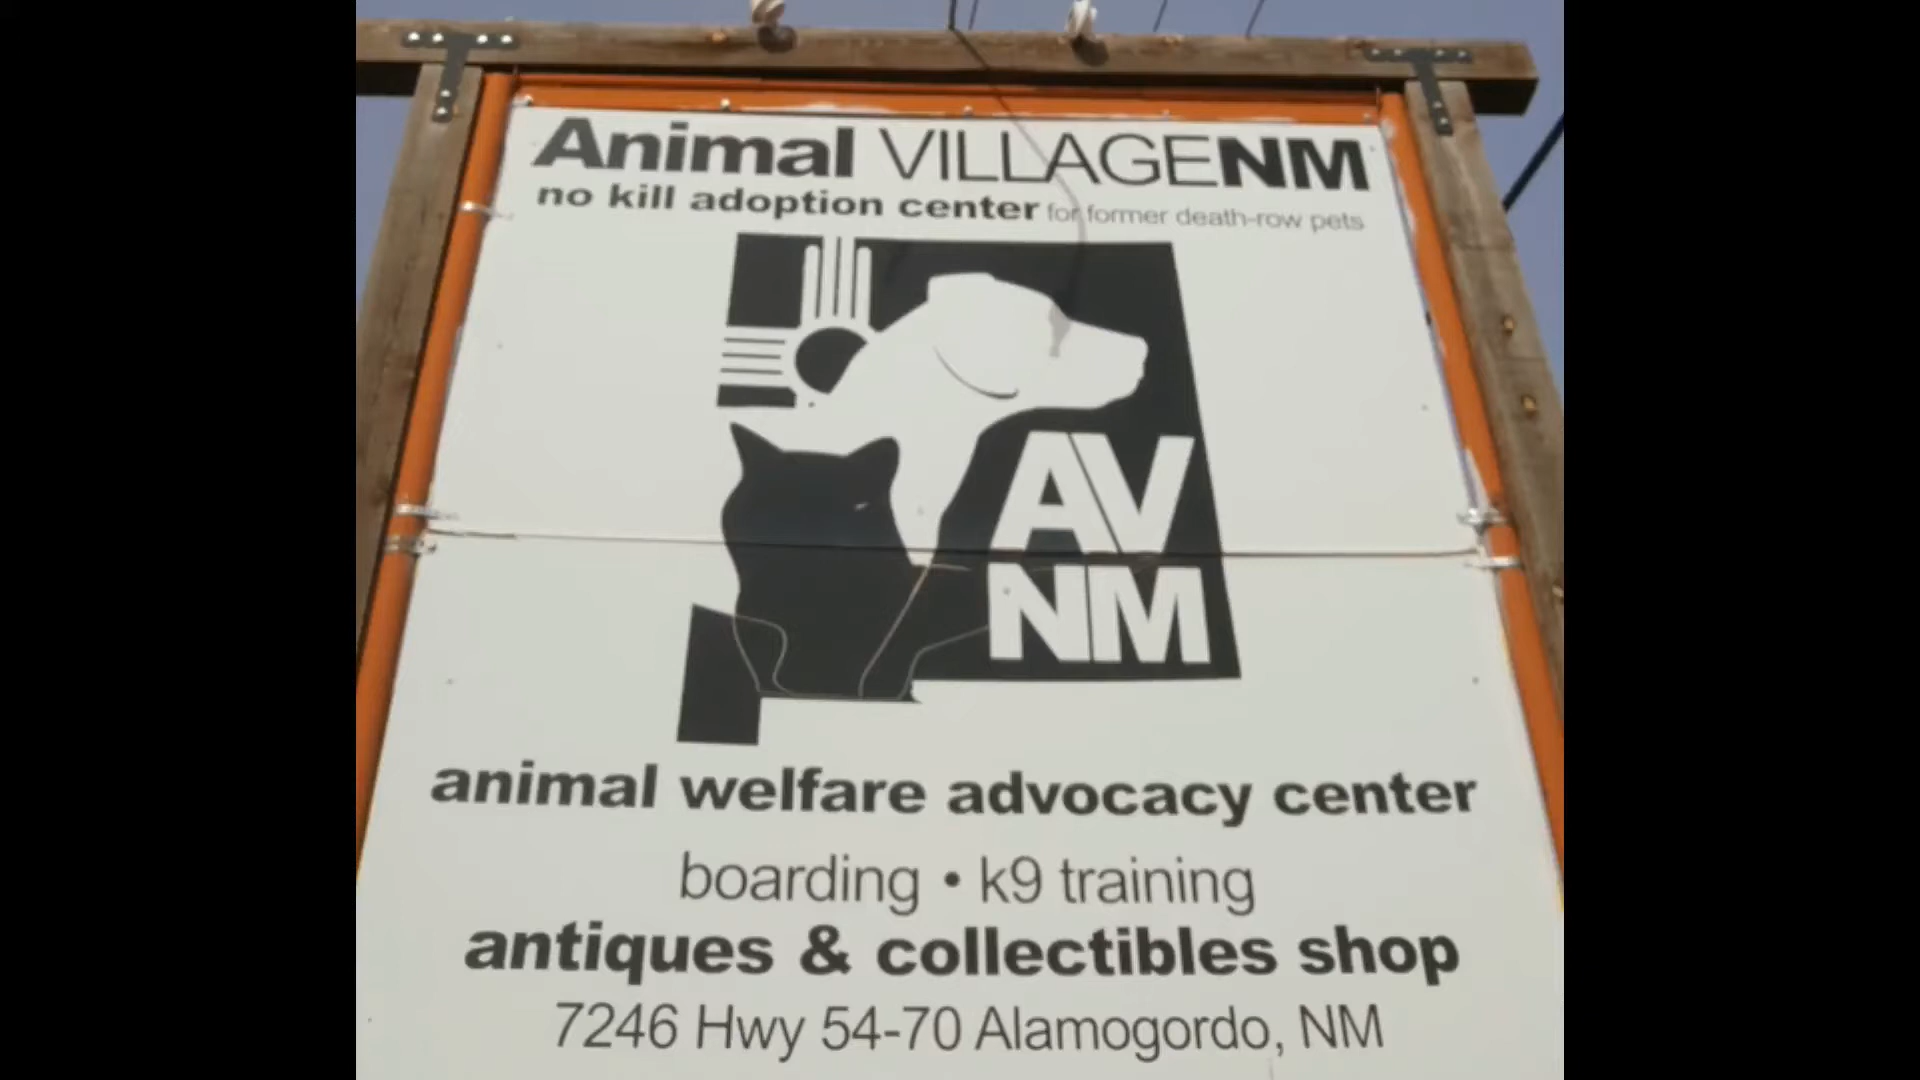 Animal VILLAGENM
no kill adoption center for former death-row pets
AV
NM
animal welfare advocacy center
boarding • k9 training
antiques & collectibles shop
7246 Hwy 54-70 Alamogordo, NM